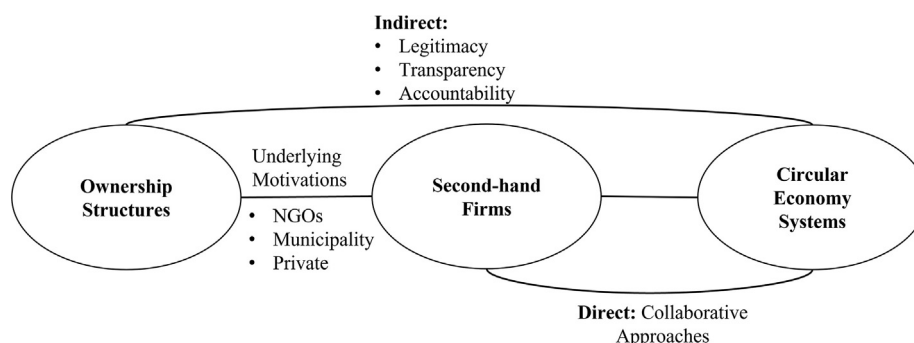 Indirect:
• Legitimacy
• Transparency
• Accountability
Ownership
Structures
Underlying
Motivations
• NGOs
• Municipality
• Private
Second-hand
Firms
Circular
Economy
Systems
Direct: Collaborative
Approaches